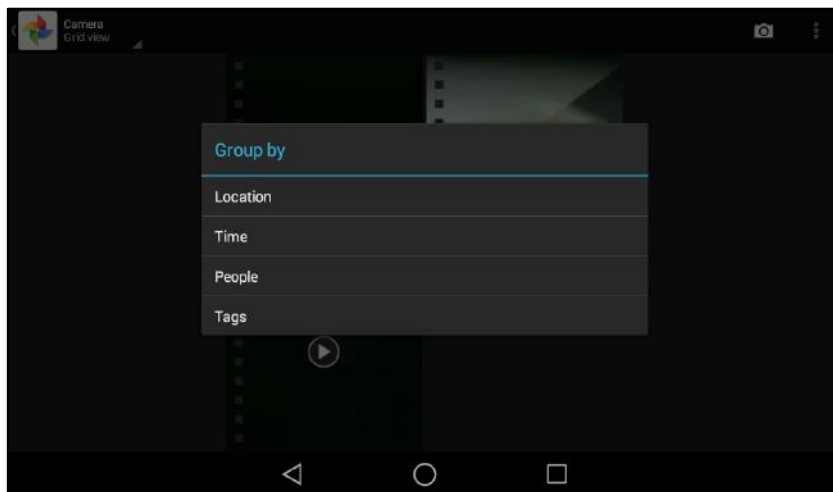 Camera
Grid view
Group by
Location
Time
People
Tags